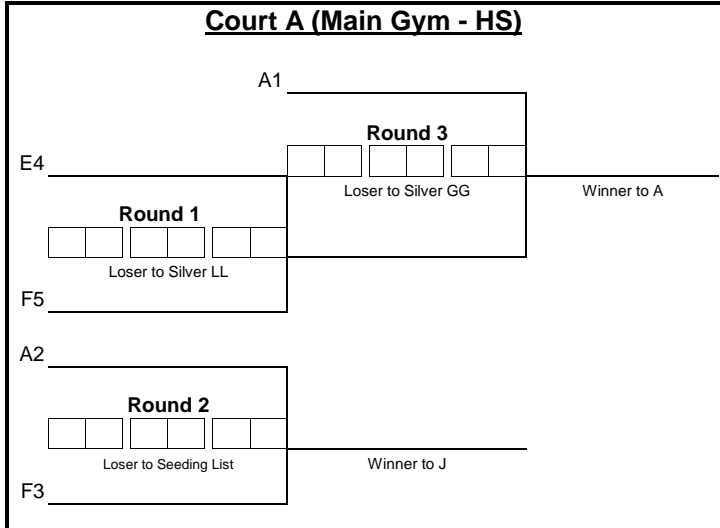 Court A (Main Gym - HS)
A1
Round 3
E4
Loser to Silver GG
Winner to A
Round 1
Loser to Silver LL
F5
A2
Round 2
Loser to Seeding List
Winner to J
F3